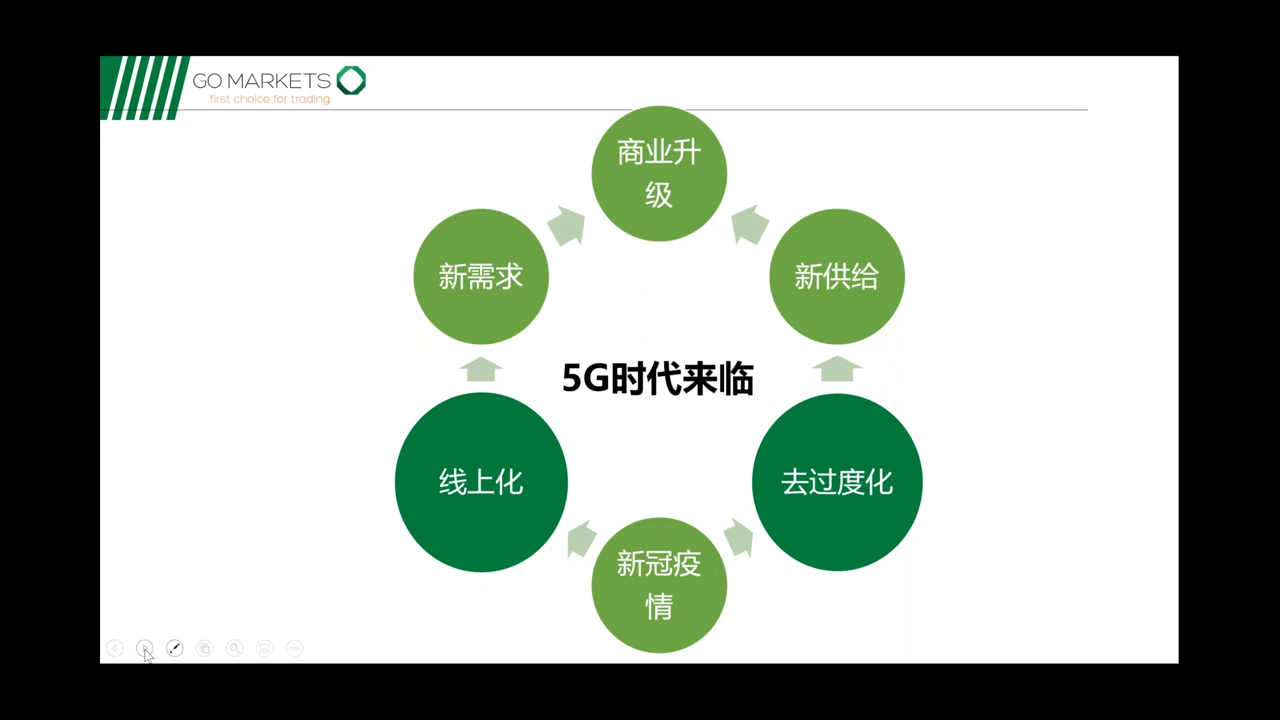 GO MARKETS
first choice for trading
商业升
级
新需求
新供给
5G时代来临
线上化
去过度化
新冠疫
情